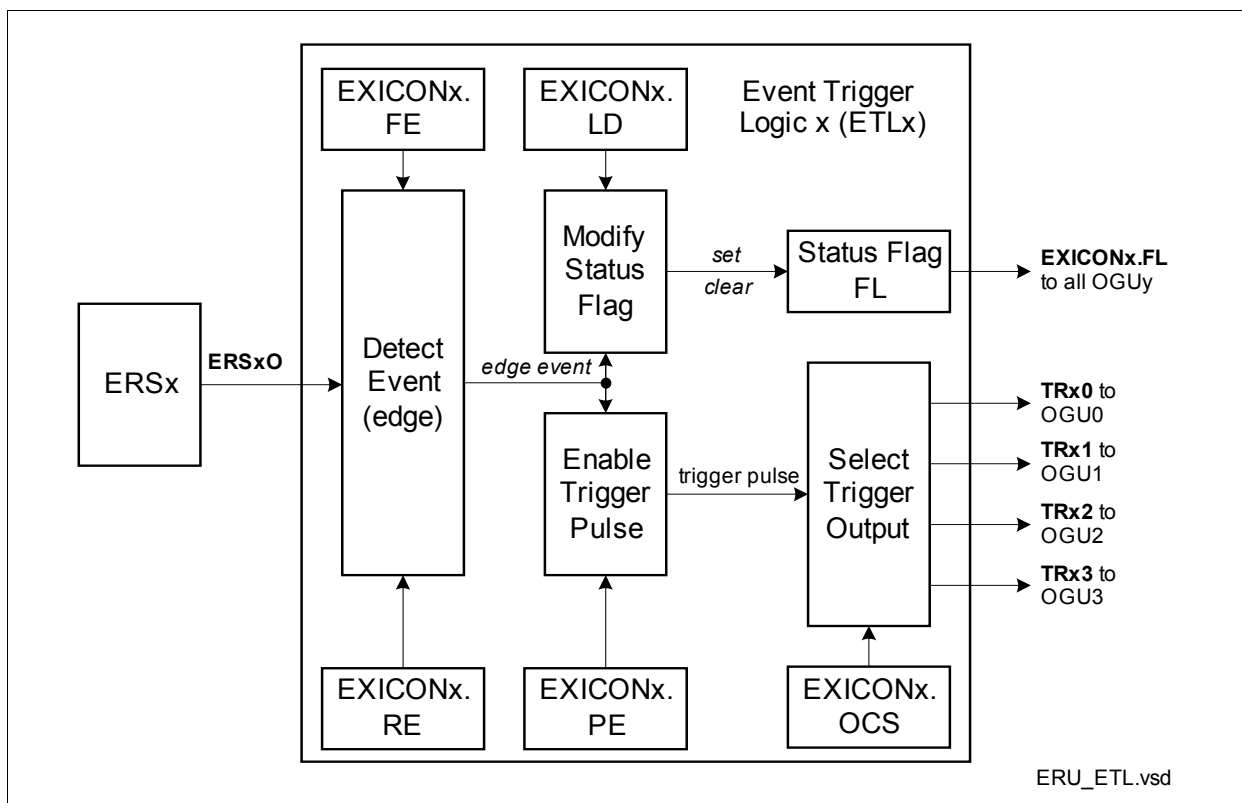 EXICONx.
FE
EXICONx.
LD
Event Trigger
Logic x (ETLx)
Modify
Status
Flag
set
clear
Status Flag
FL
EXICONx.FL
to all OGUy
ERSx
ERSxO
Detect
Event
(edge)
edge event
Enable
Trigger
Pulse
trigger pulse
Select
Trigger
Output
TRx0 to
OGU0
TRx1 to
OGU1
TRx2 to
OGU2
TRx3 to
OGU3
EXICONx.
RE
EXICONx.
PE
EXICONx.
OCS
ERU_ETL.vsd